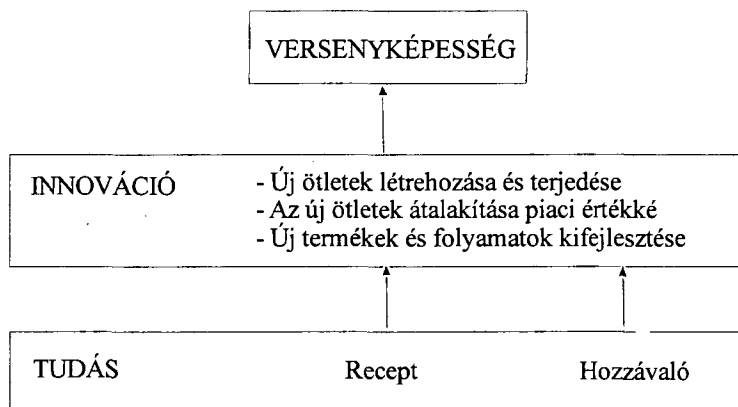 VERSENYKÉPESSÉG
INNOVÁCIÓ
- Új ötletek létrehozása és terjedése
- Az új ötletek átalakítása piaci értékké
- Új termékek és folyamatok kifejlesztése
TUDÁS Recept Hozzávaló